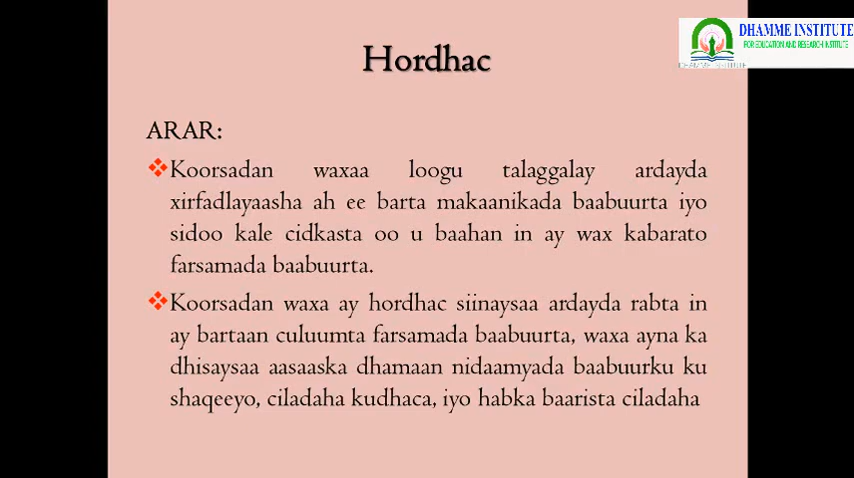 DHAMME INSTITUTE
FOR EDUCATION AND RESEARCH INSTITUTE
DHAMME INSTITUTE
Hordhac
ARAR:
Koorsadan waxaa loogu talaggalay ardayda
xirfadlayaasha ah ee barta makaanikada baabuurta iyo
sidoo kale cidkasta oo u baahan in ay wax kabarato
farsamada baabuurta.
Koorsadan waxa ay hordhac siinaysaa ardayda rabta in
ay bartaan culuumta farsamada baabuurta, waxa ayna ka
dhisaysaa aasaaska dhamaan nidaamyada baabuurku ku
shaqeeyo, ciladaha kudhaca, iyo habka baarista ciladaha